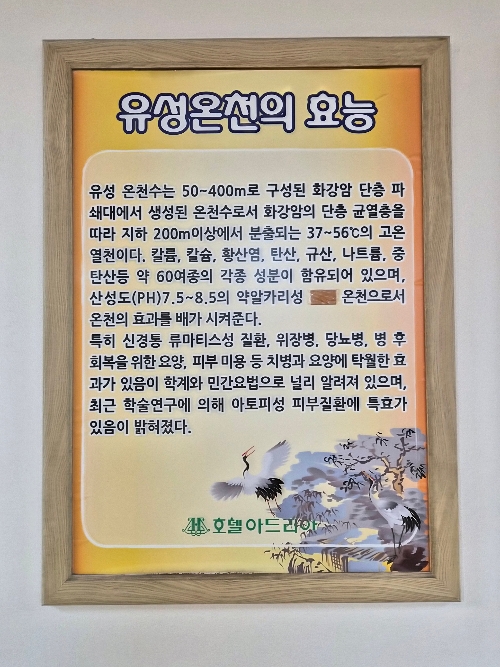 유성온천의 효능
유성 온천수는 50~400m로 구성된 화강암 단층 파
쇄대에서 생성된 온천수로서 화강암의 단층 균열층을
따라 지하 200m이상에서 분출되는 37~56℃의 고온
열천이다. 칼륨, 칼슘, 황산염, 탄산, 규산, 나트륨, 중
탄산등 약 60여종의 각종 성분이 함유되어 있으며,
산성도(PH)7.5~8.5의 약알카리성 온천으로서
온천의 효과를 배가 시켜준다.
특히 신경통 류마티스성 질환, 위장병, 당뇨병, 병 후
회복을 위한 요양, 피부 미용 등 치병과 요양에 탁월한 효
과가 있음이 학계와 민간요법으로 널리 알려져 있으며,
최근 학술연구에 의해 아토피성 피부질환에 특효가
있음이 밝혀졌다.
호텔아드리아